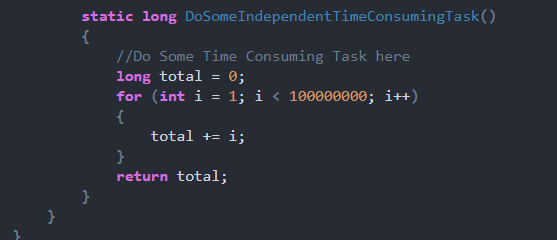 static long DoSomeIndependentTimeConsumingTask()
{
//Do Some Time Consuming Task here
long total = 0;
for (int i = 1; i < 100000000; i++)
{
total += i;
}
return total;
}
}
}